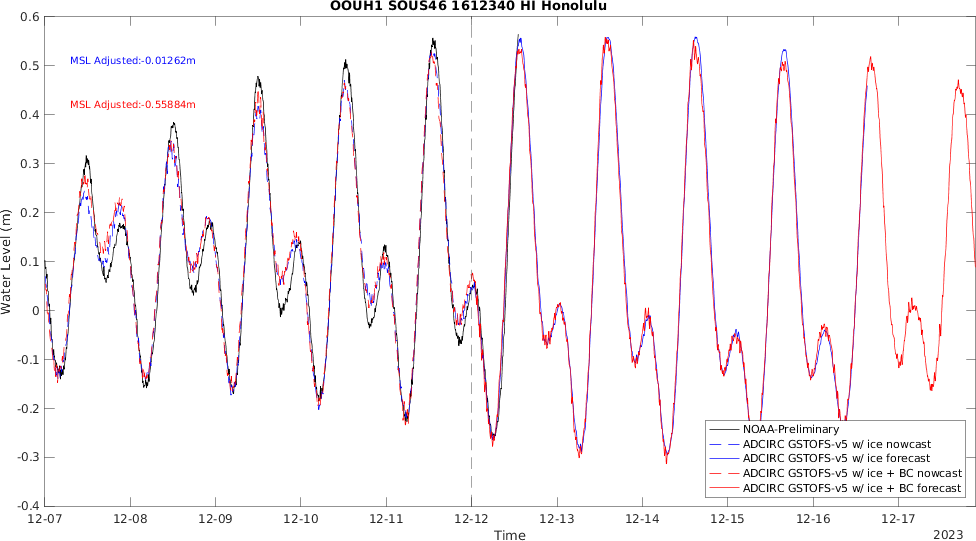 OOUH1 SOUS46 1612340 HI Honolulu
0.6
0.5
0.4
0.3
0.2
0.1
0
-0.1
-0.2
-0.3
-0.4
Water Level (m)
MSL Adjusted:-0.01262m
MSL Adjusted:-0.55884m
NOAA-Preliminary
ADCIRC GSTOFS-v5 w/ ice nowcast
ADCIRC GSTOFS-v5 w/ ice forecast
ADCIRC GSTOFS-v5 w/ ice + BC nowcast
ADCIRC GSTOFS-v5 w/ ice + BC forecast
12-07 12-08 12-09 12-10 12-11 12-12 12-13 12-14 12-15 12-16 12-17
Time
2023